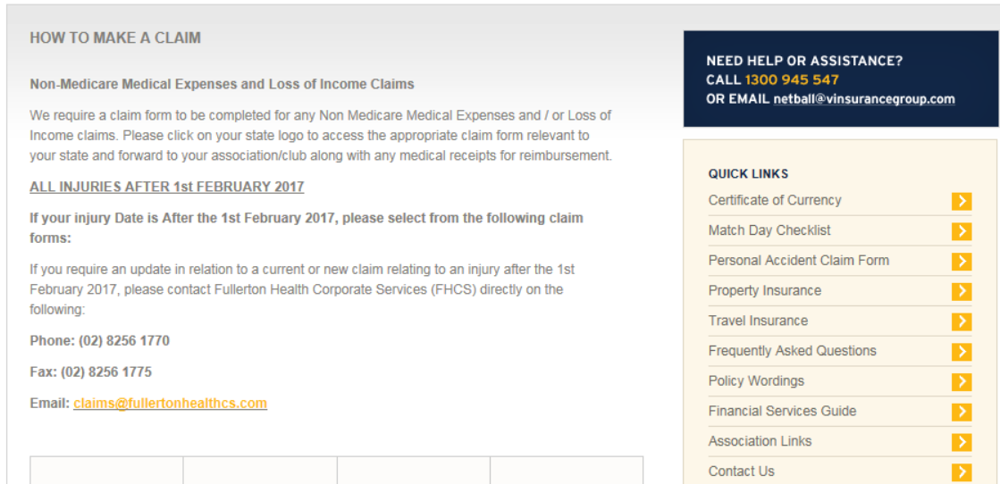 HOW TO MAKE A CLAIM
Non-Medicare Medical Expenses and Loss of Income Claims
We require a claim form to be completed for any Non Medicare Medical Expenses and / or Loss of
Income claims. Please click on your state logo to access the appropriate claim form relevant to
your state and forward to your association/club along with any medical receipts for reimbursement.
ALL INJURIES AFTER 1st FEBRUARY 2017
If your injury Date is After the 1st February 2017, please select from the following claim
forms:
If you require an update in relation to a current or new claim relating to an injury after the 1st
February 2017, please contact Fullerton Health Corporate Services (FHCS) directly on the
following:
Phone: (02) 8256 1770
Fax: (02) 8256 1775
Email: claims@fullertonhealthcs.com
NEED HELP OR ASSISTANCE?
CALL 1300 945 547
OR EMAIL netball@vinsurancegroup.com
QUICK LINKS
Certificate of Currency
Match Day Checklist
Personal Accident Claim Form
Property Insurance
Travel Insurance
Frequently Asked Questions
Policy Wordings
Financial Services Guide
Association Links
Contact Us